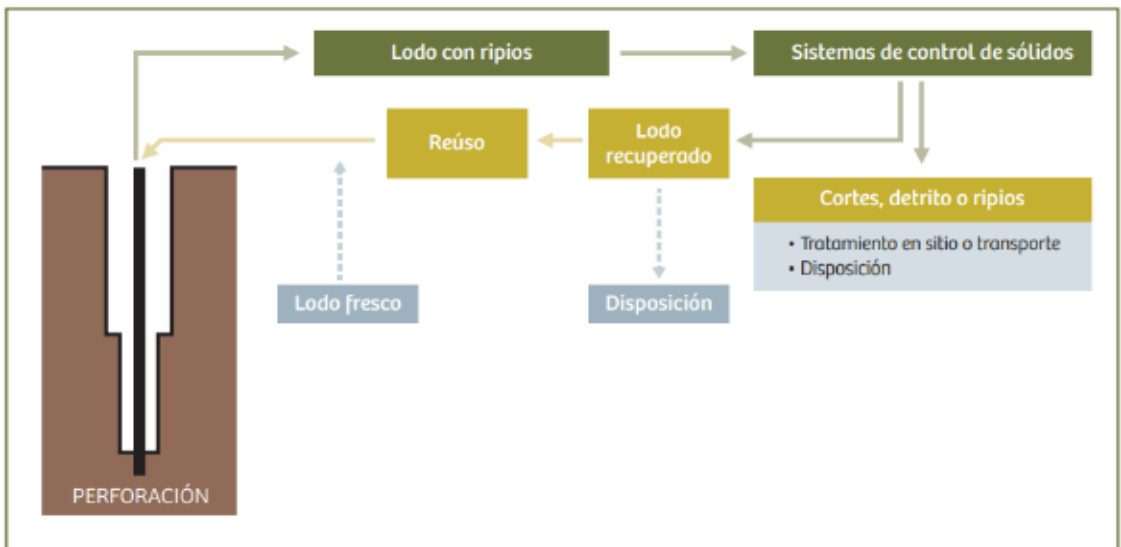 Lodo con ripios
Sistemas de control de sólidos
Reúso
Lodo
recuperado
Cortes, detrito o ripios
• Tratamiento en sitio o transporte
• Disposición
Lodo fresco
Disposición
PERFORACIÓN